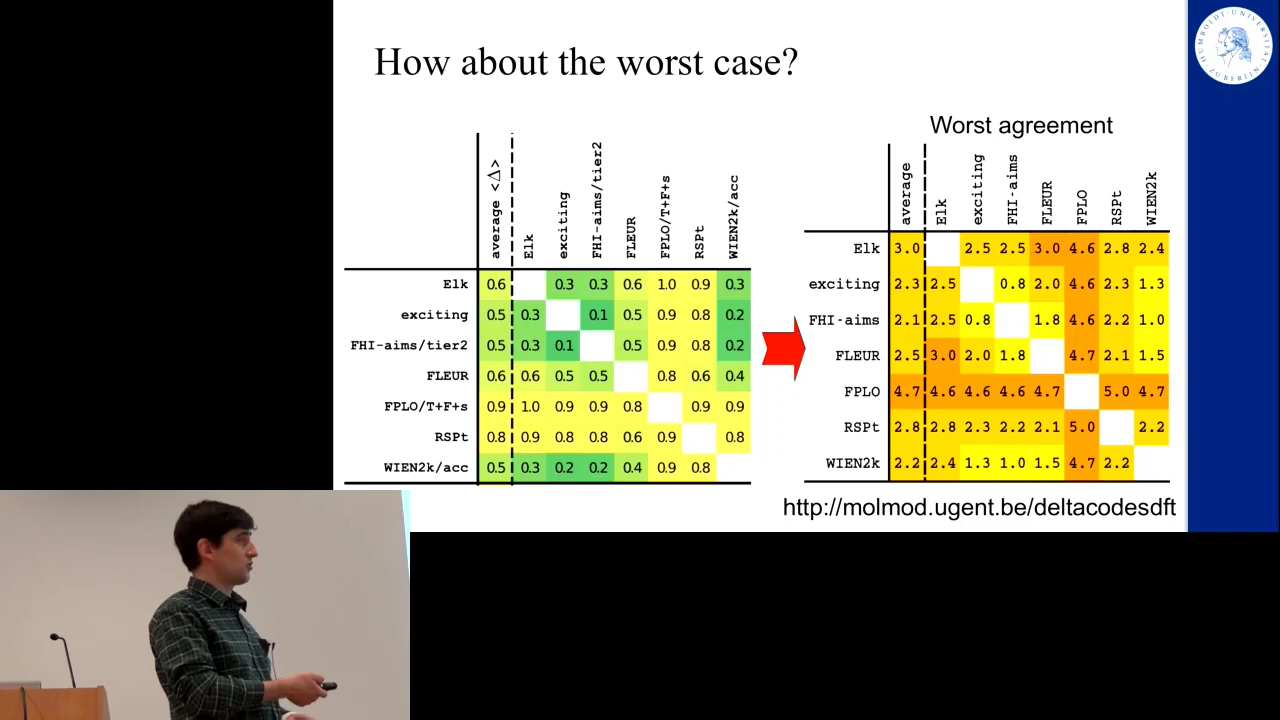 How about the worst case?
HUMBOLDT-UNIVERSITÄT ZU BERLIN
average <Δ> Elk exciting FHI-aims/tier2 FLEUR FPLO/T+F+s RSPt WIEN2k/acc
Elk 0.6 0.3 0.3 0.6 1.0 0.9 0.3
exciting 0.5 0.3 0.1 0.5 0.9 0.8 0.2
FHI-aims/tier2 0.5 0.3 0.1 0.5 0.9 0.8 0.2
FLEUR 0.6 0.6 0.5 0.5 0.8 0.6 0.4
FPLO/T+F+s 0.9 1.0 0.9 0.9 0.8 0.9 0.9
RSPt 0.8 0.9 0.8 0.8 0.6 0.9 0.8
WIEN2k/acc 0.5 0.3 0.2 0.2 0.4 0.9 0.8
Worst agreement
average Elk exciting FHI-aims FLEUR FPLO RSPt WIEN2k
Elk 3.0 2.5 2.5 3.0 4.6 2.8 2.4
exciting 2.3 2.5 0.8 2.0 4.6 2.3 1.3
FHI-aims 2.1 2.5 0.8 1.8 4.6 2.2 1.0
FLEUR 2.5 3.0 2.0 1.8 4.7 2.1 1.5
FPLO 4.7 4.6 4.6 4.6 4.7 5.0 4.7
RSPt 2.8 2.8 2.3 2.2 2.1 5.0 2.2
WIEN2k 2.2 2.4 1.3 1.0 1.5 4.7 2.2
http://molmod.ugent.be/deltacodesdft